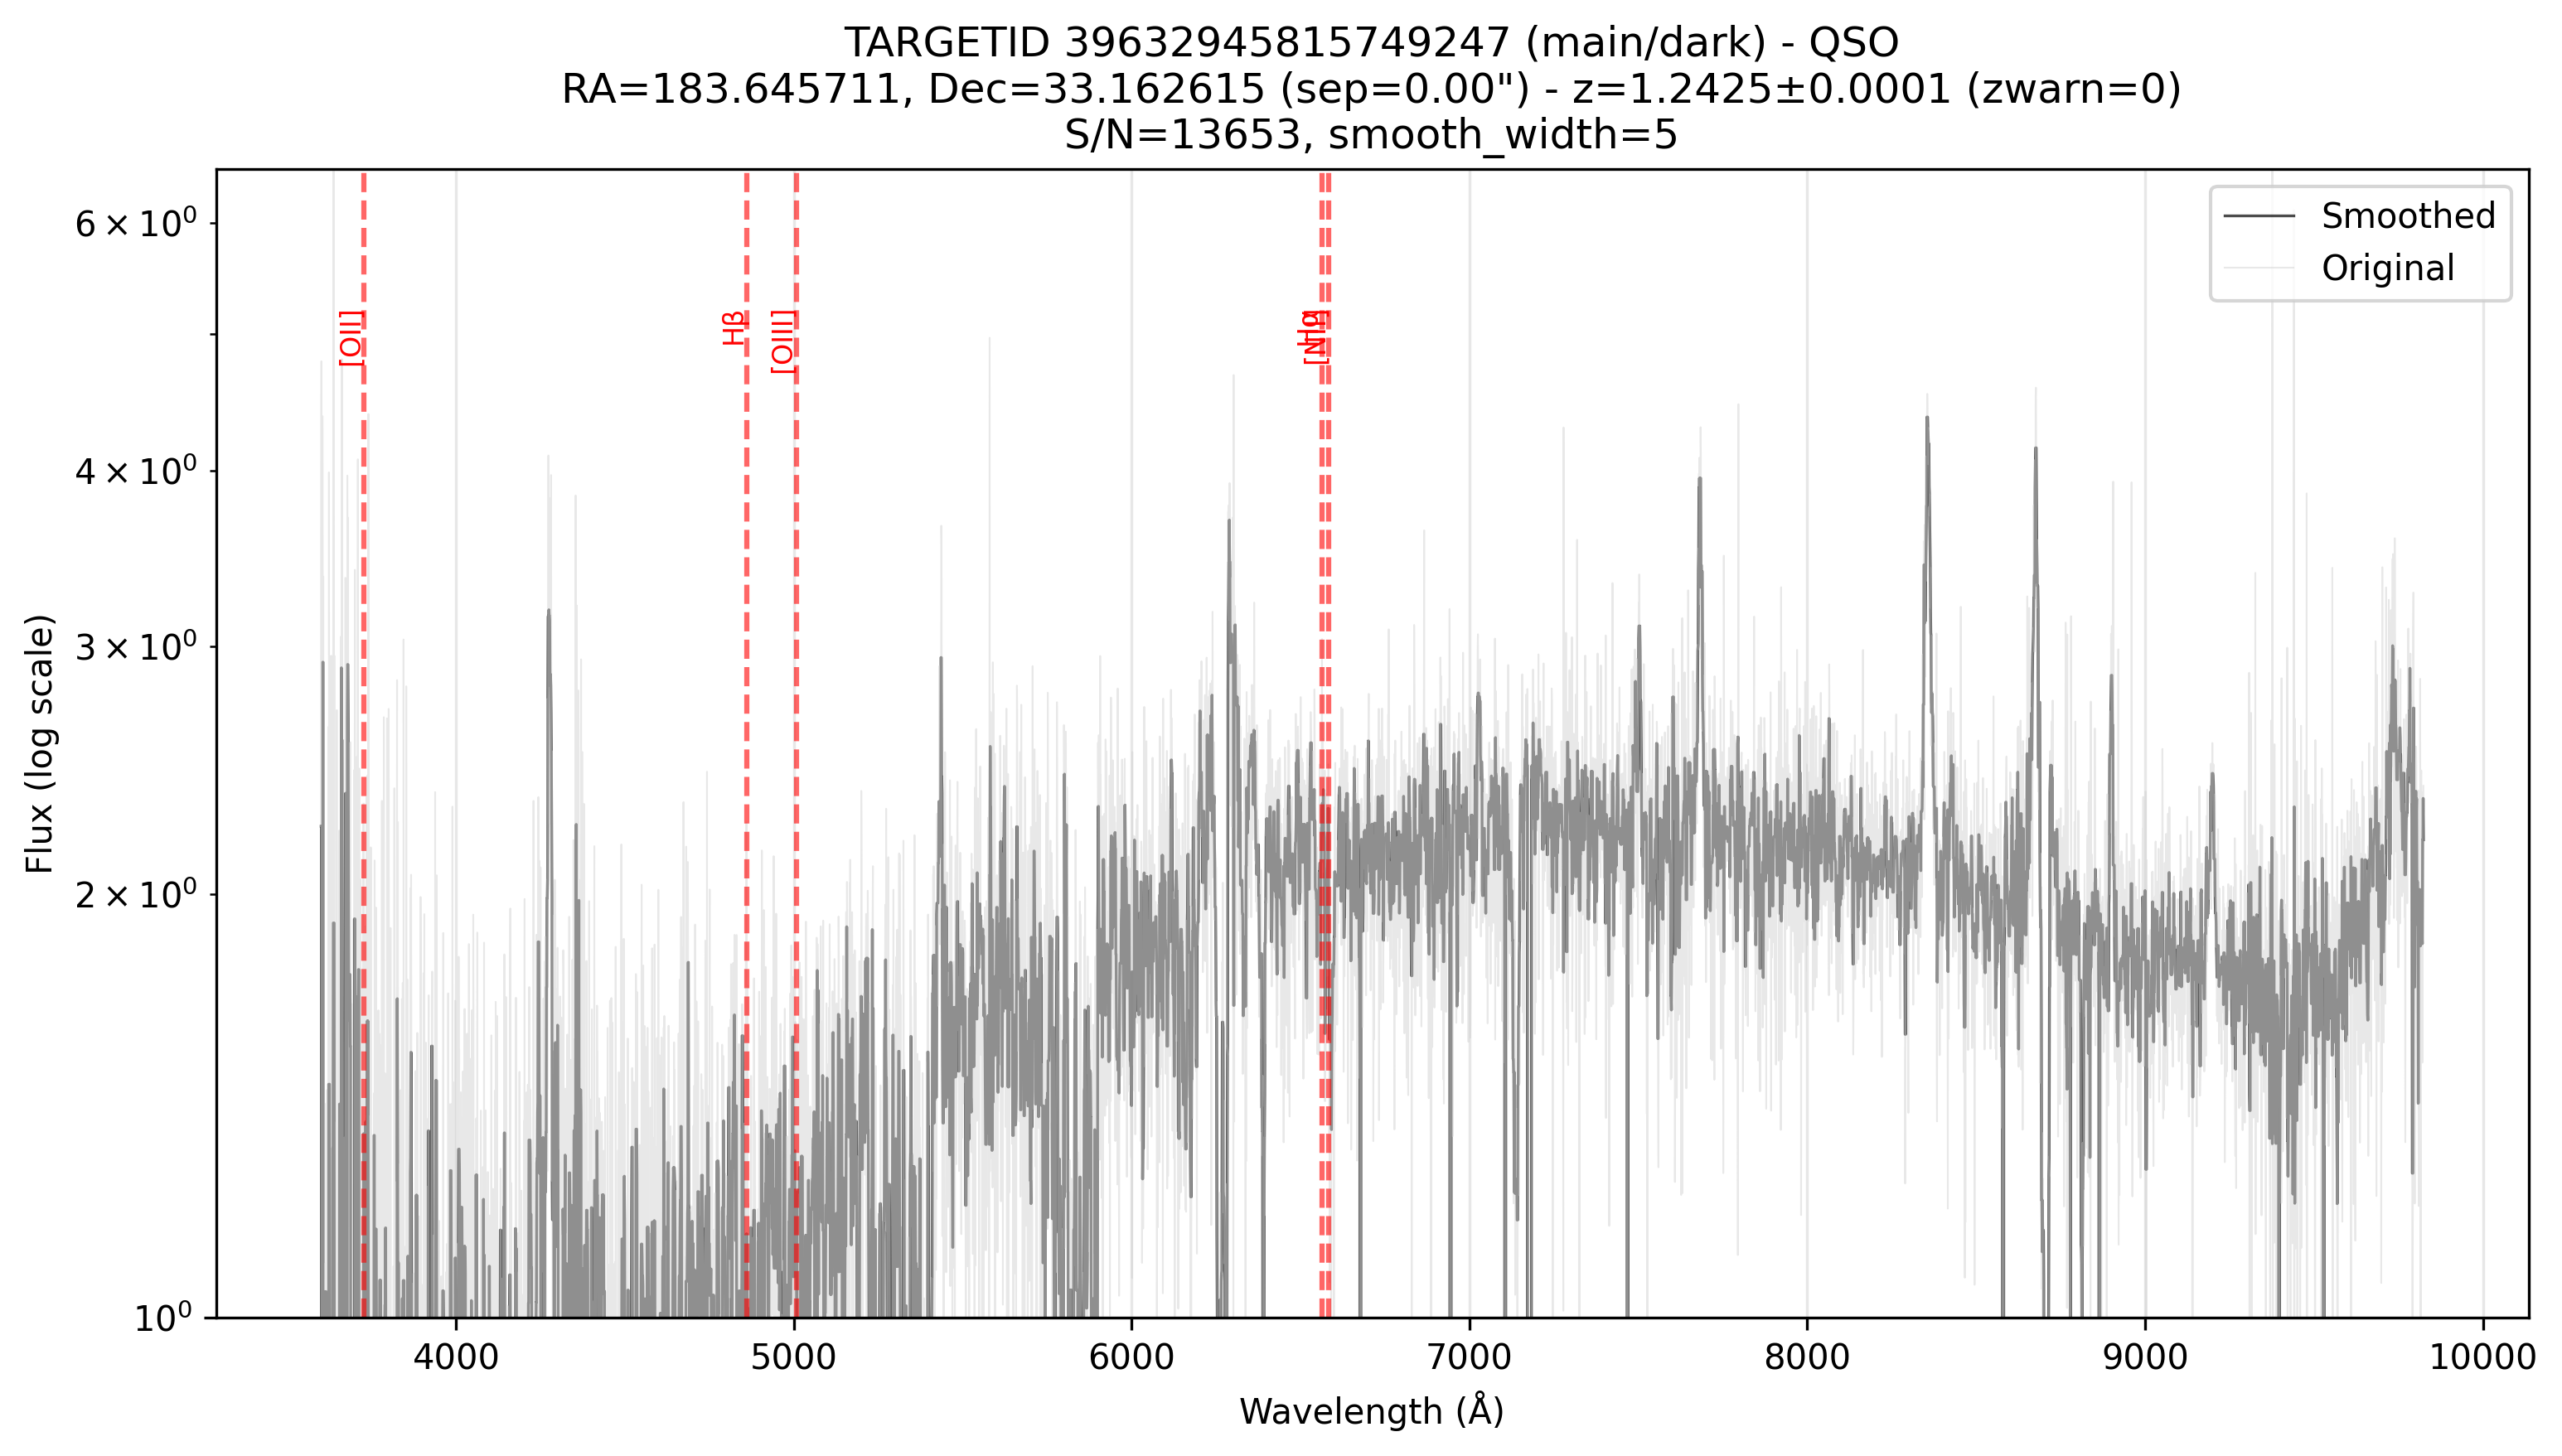 TARGETID 39632945815749247 (main/dark) - QSO
RA=183.645711, Dec=33.162615 (sep=0.00") - z=1.2425±0.0001 (zwarn=0)
S/N=13653, smooth_width=5
Smoothed
Original
[OII]
Hβ
[OIII]
Hα
[NII]
6 × 10⁰
4 × 10⁰
3 × 10⁰
2 × 10⁰
10⁰
Flux (log scale)
4000 5000 6000 7000 8000 9000 10000
Wavelength (Å)